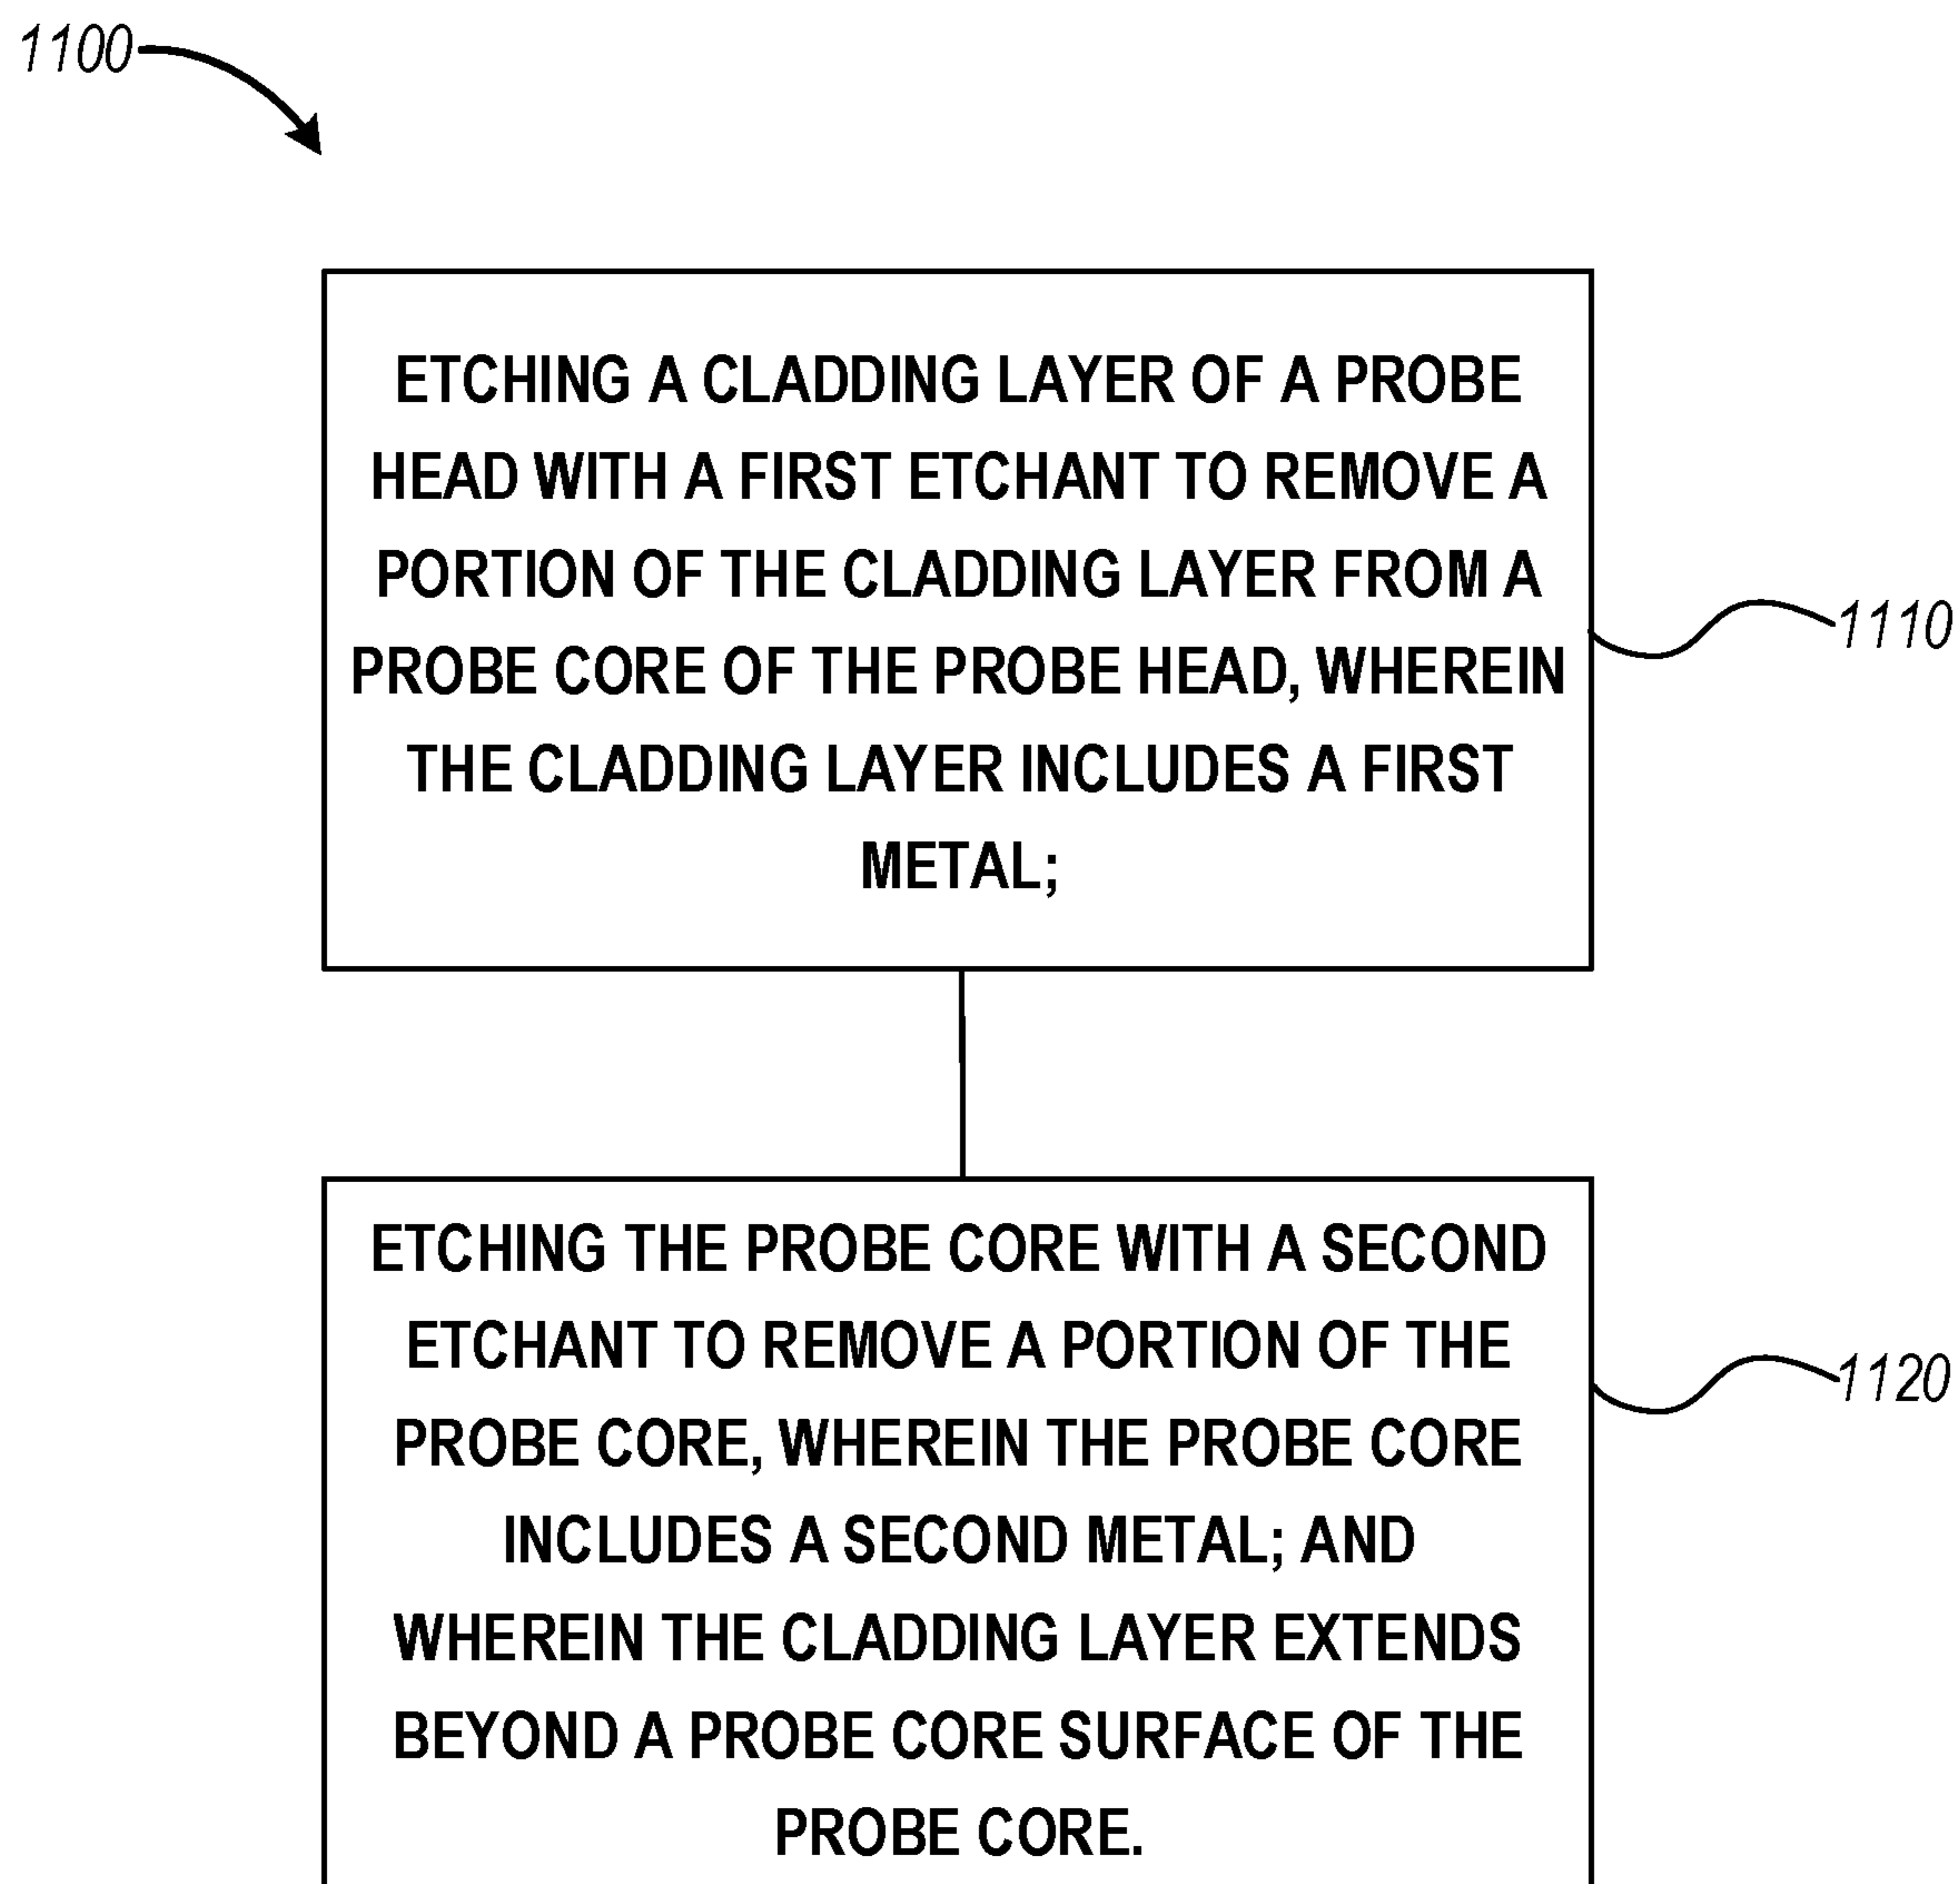 1100
ETCHING A CLADDING LAYER OF A PROBE
HEAD WITH A FIRST ETCHANT TO REMOVE A
PORTION OF THE CLADDING LAYER FROM A
PROBE CORE OF THE PROBE HEAD, WHEREIN
THE CLADDING LAYER INCLUDES A FIRST
METAL;
1110
ETCHING THE PROBE CORE WITH A SECOND
ETCHANT TO REMOVE A PORTION OF THE
PROBE CORE, WHEREIN THE PROBE CORE
INCLUDES A SECOND METAL; AND
WHEREIN THE CLADDING LAYER EXTENDS
BEYOND A PROBE CORE SURFACE OF THE
PROBE CORE.
1120